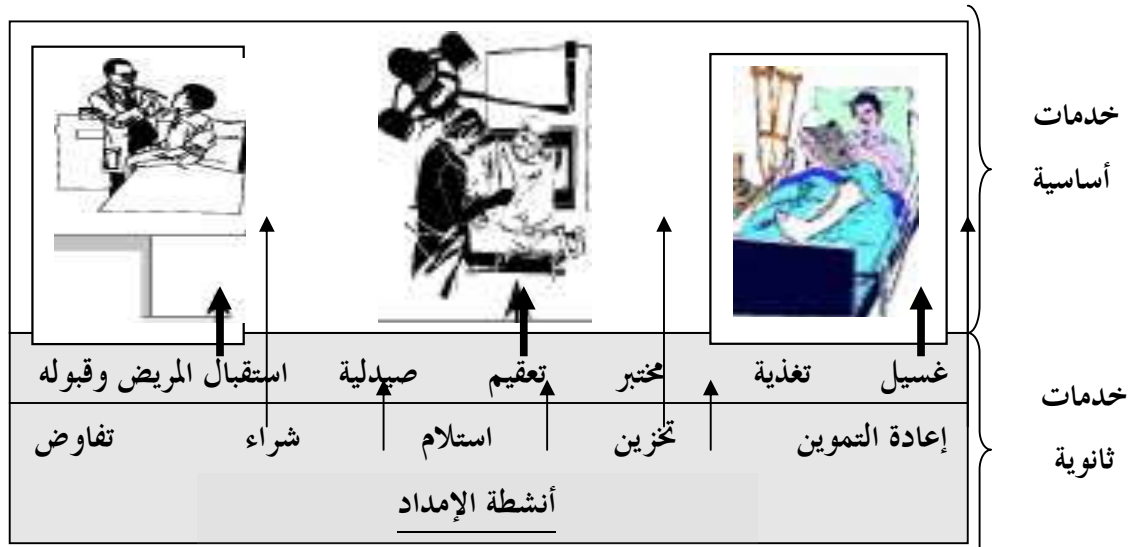 خدمات
أساسية
غسيل تغذية مختبر تعقيم صيدلية استقبال المريض وقبوله
خدمات
ثانوية
إعادة التموين تخزين استلام شراء تفاوض
أنشطة الإمداد